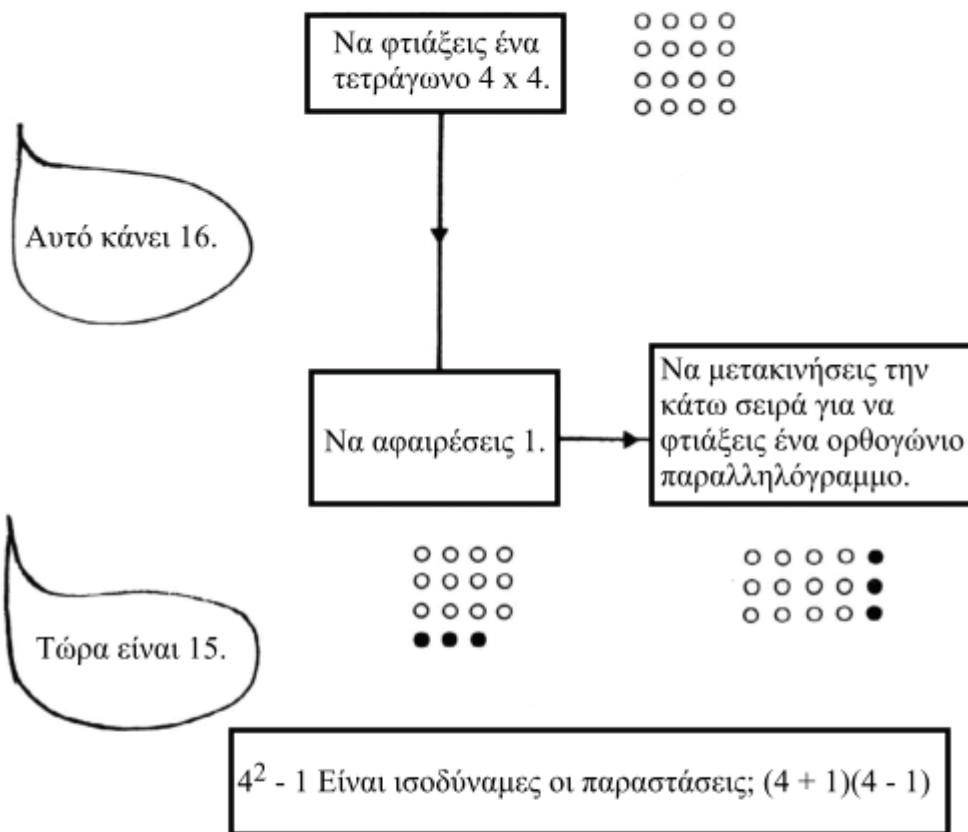 Να φτιάξεις ένα
τετράγωνο 4 x 4.
Αυτό κάνει 16.
Να αφαιρέσεις 1.
Να μετακινήσεις την
κάτω σειρά για να
φτιάξεις ένα ορθογώνιο
παραλληλόγραμμο.
Τώρα είναι 15.
4² - 1 Είναι ισοδύναμες οι παραστάσεις; (4 + 1)(4 - 1)